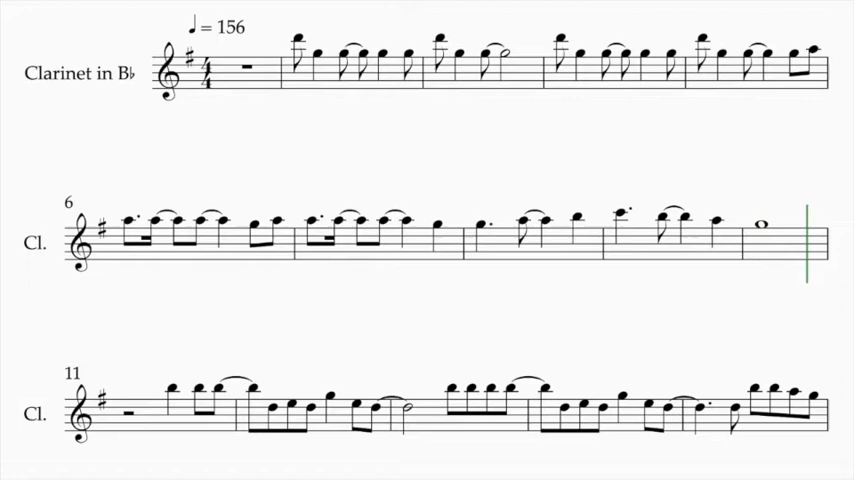 ♩ = 156
Clarinet in B♭
4
4
6
Cl.
11
Cl.